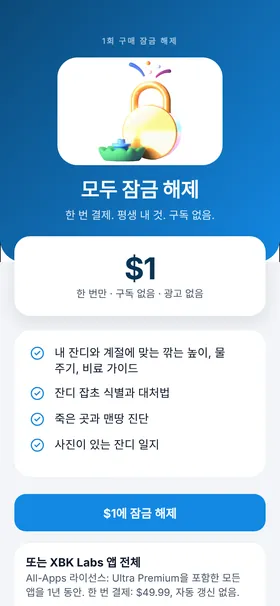 1회 구매 잠금 해제
모두 잠금 해제
한 번 결제. 평생 내 것. 구독 없음.
$1
한 번만 · 구독 없음 · 광고 없음
내 잔디와 계절에 맞는 깎는 높이, 물
주기, 비료 가이드
잔디 잡초 식별과 대처법
죽은 곳과 맨땅 진단
사진이 있는 잔디 일지
$1에 잠금 해제
또는 XBK Labs 앱 전체
All-Apps 라이선스: Ultra Premium을 포함한 모든
앱을 1년 동안. 한 번 결제: $49.99, 자동 갱신 없음.